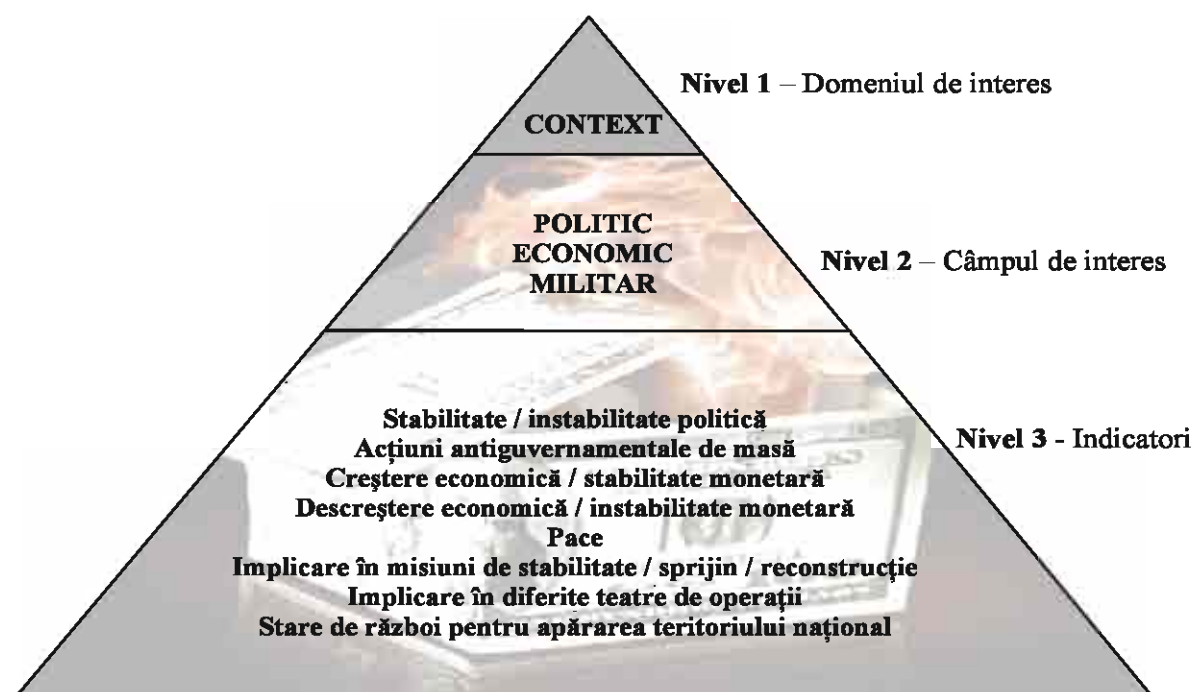 Nivel 1 – Domeniul de interes
CONTEXT
POLITIC
ECONOMIC
MILITAR
Nivel 2 – Câmpul de interes
Stabilitate / instabilitate politică
Acțiuni antiguvernamentale de masă
Creştere economică / stabilitate monetară
Descreştere economică / instabilitate monetară
Pace
Implicare în misiuni de stabilitate / sprijin / reconstrucție
Implicare în diferite teatre de operații
Stare de război pentru apărarea teritoriului național
Nivel 3 - Indicatori